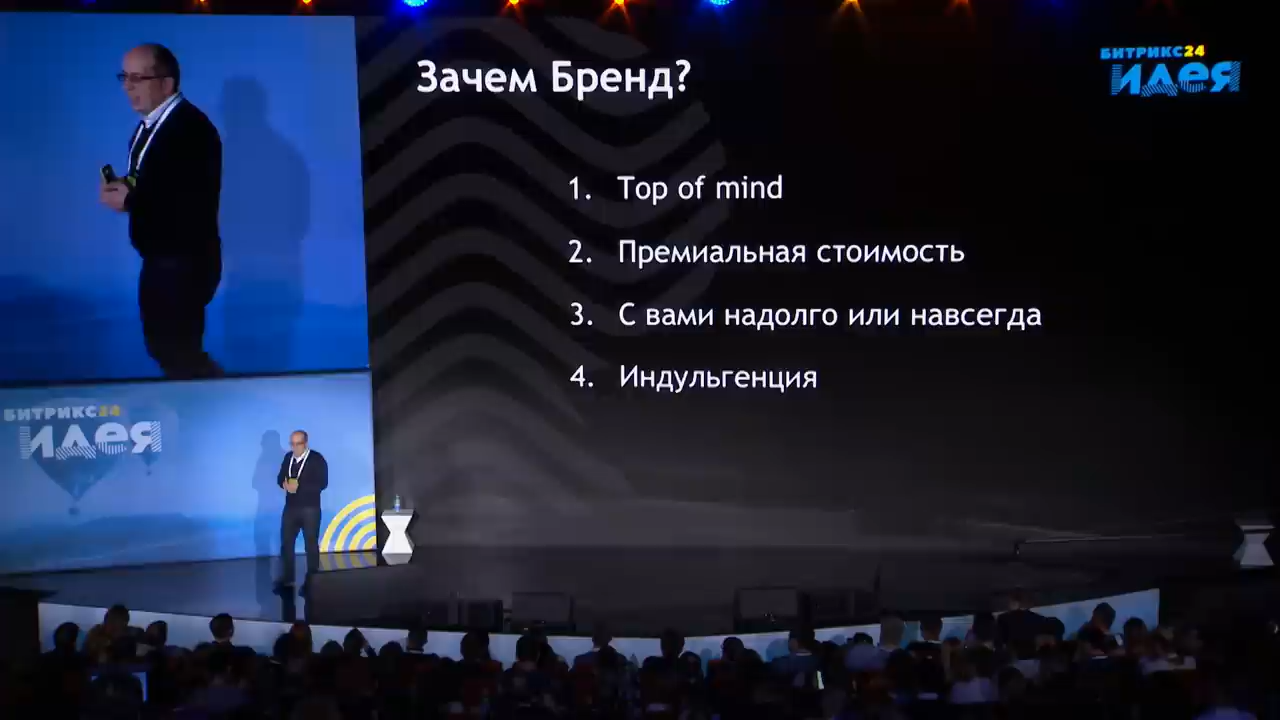 Зачем Бренд?
БИТРИКС24
идея
1. Top of mind
2. Премиальная стоимость
3. С вами надолго или навсегда
4. Индульгенция
БИТРИКС24
идея